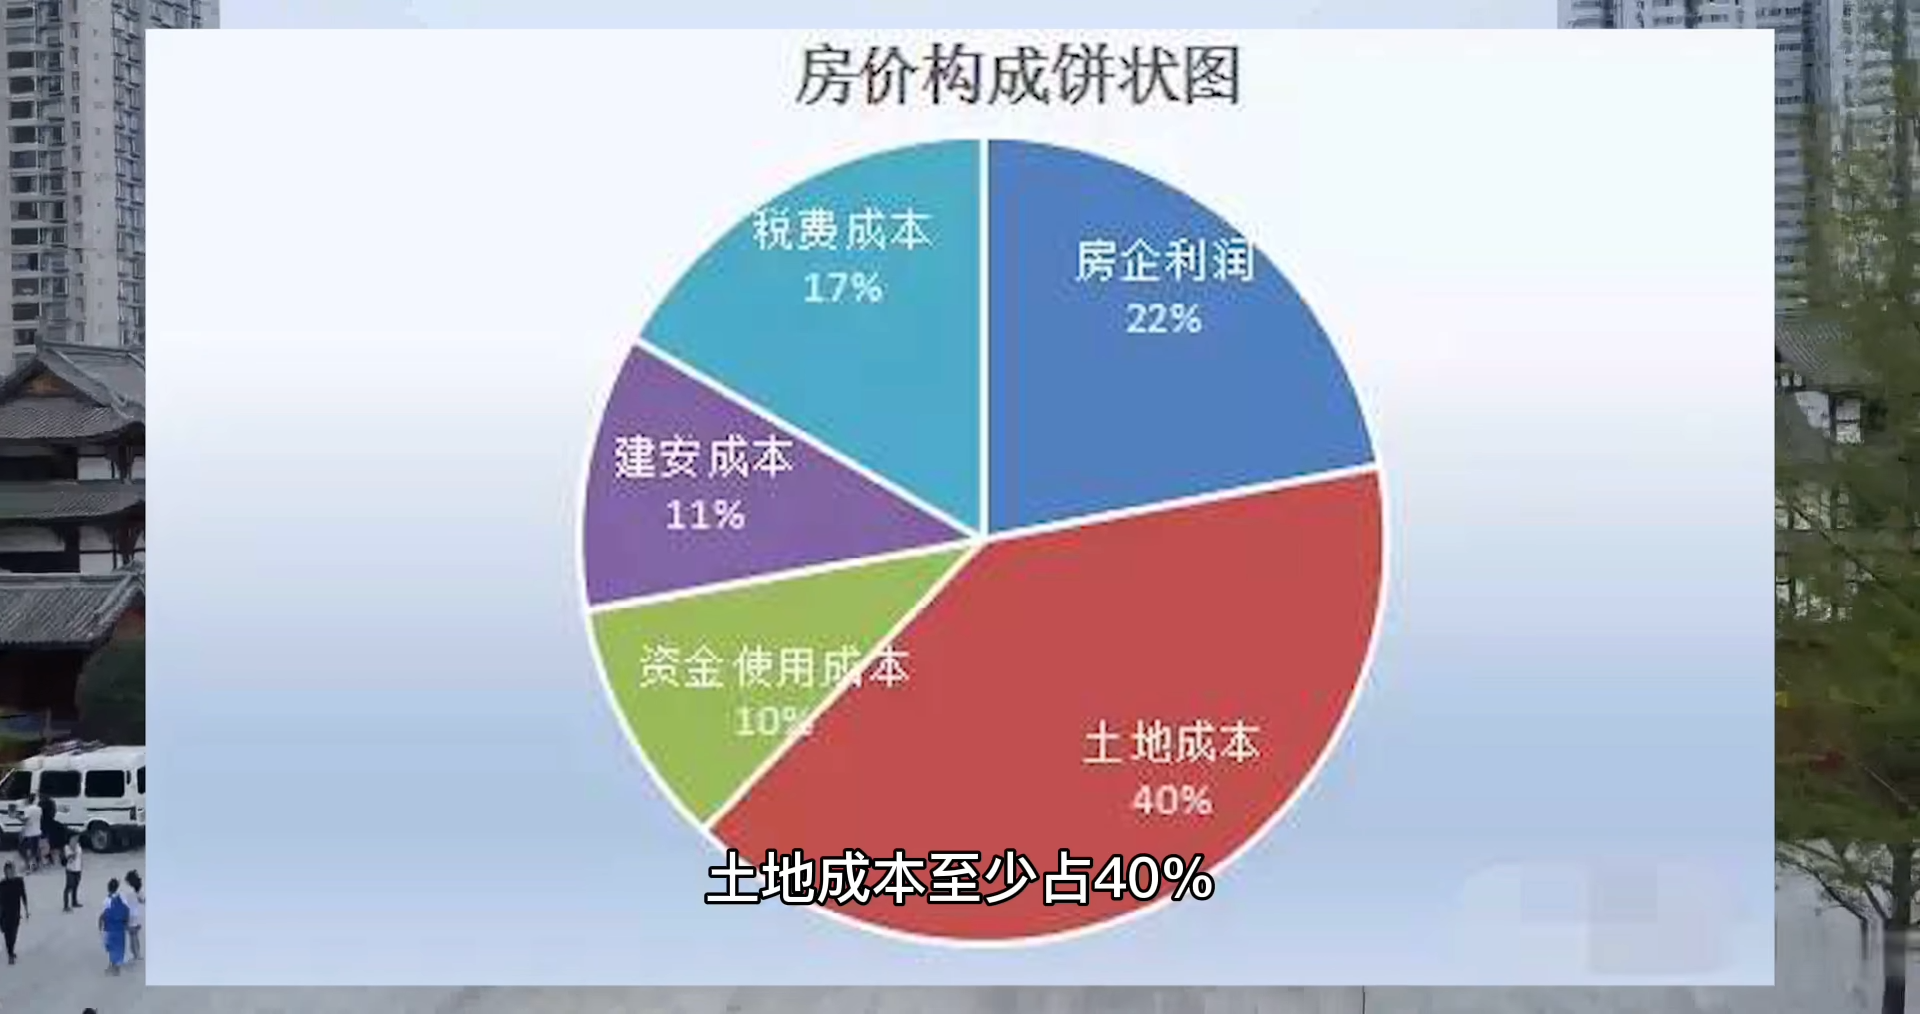 房价构成饼状图
税费成本
17%
房企利润
22%
建安成本
11%
资金使用成本
10%
土地成本
40%
土地成本至少占40%